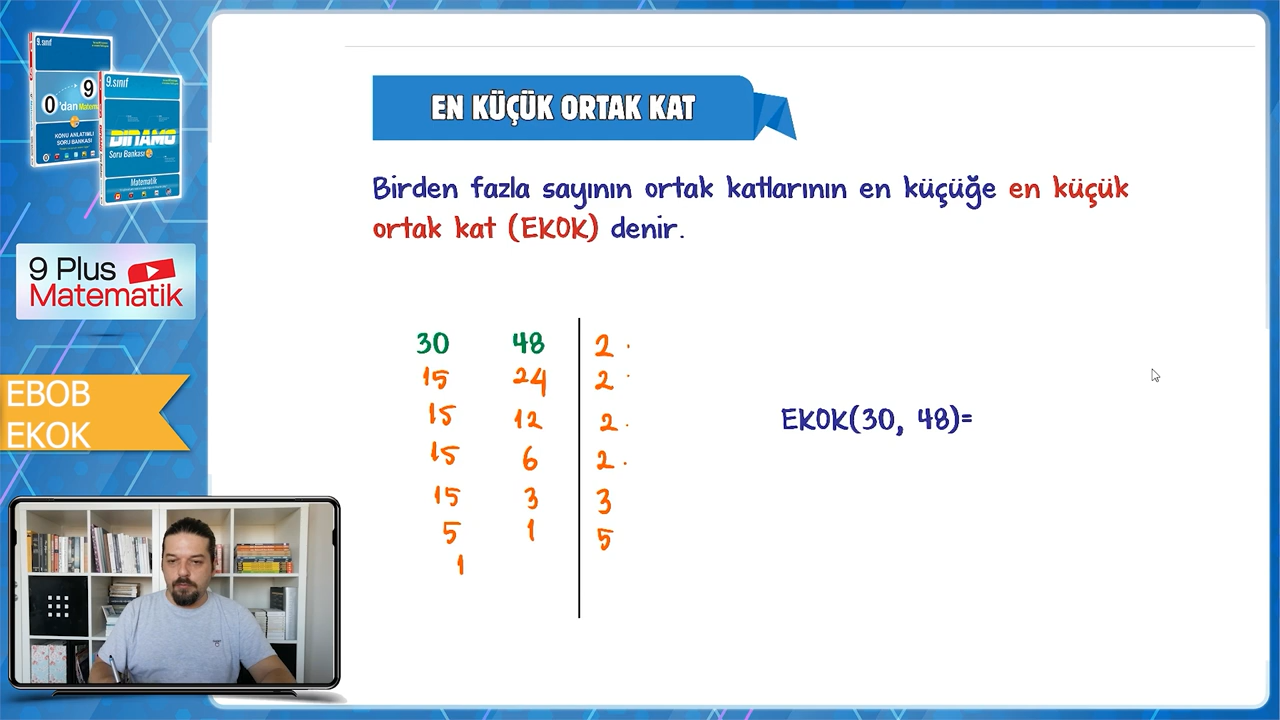 9.sınıf
0'dan 9 Matematik
KONU ANLATIMLI
SORU BANKASI
9.sınıf
DINAMO
Soru Bankası
Matematik
9 Plus
Matematik
EBOB
EKOK
EN KÜÇÜK ORTAK KAT
Birden fazla sayının ortak katlarının en küçüğe en küçük
ortak kat (EKOK) denir.
30 48 2
15 24 2
15 12 2
15 6 2
15 3 3
5 1 5
1
EKOK(30, 48)=